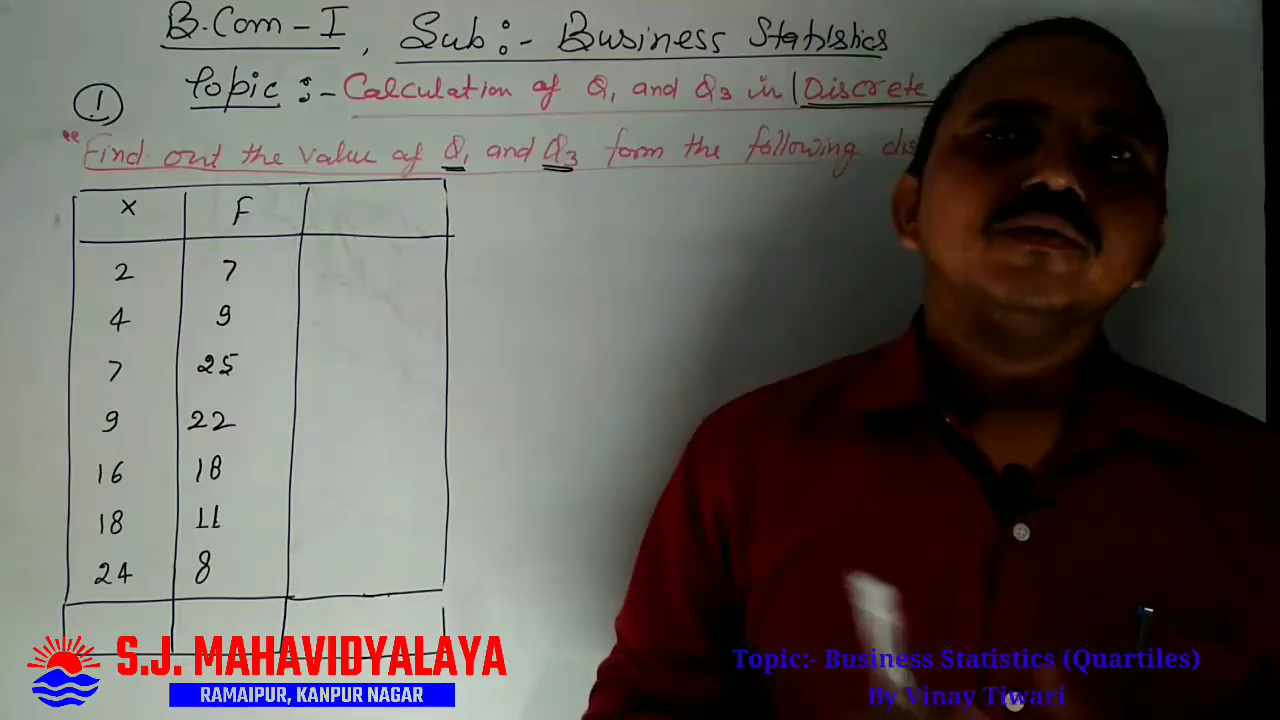 B.Com - I , Sub:- Business Statistics
① Topic :- Calculation of Q₁ and Q₃ in Discrete
"Find out the value of Q₁ and Q₃ form the following
X F
2 7
4 9
7 25
9 22
16 18
18 11
24 8
S.J. MAHAVIDYALAYA
RAMAIPUR, KANPUR NAGAR
Topic:- Business Statistics (Quartiles)
By Vinay Tiwari